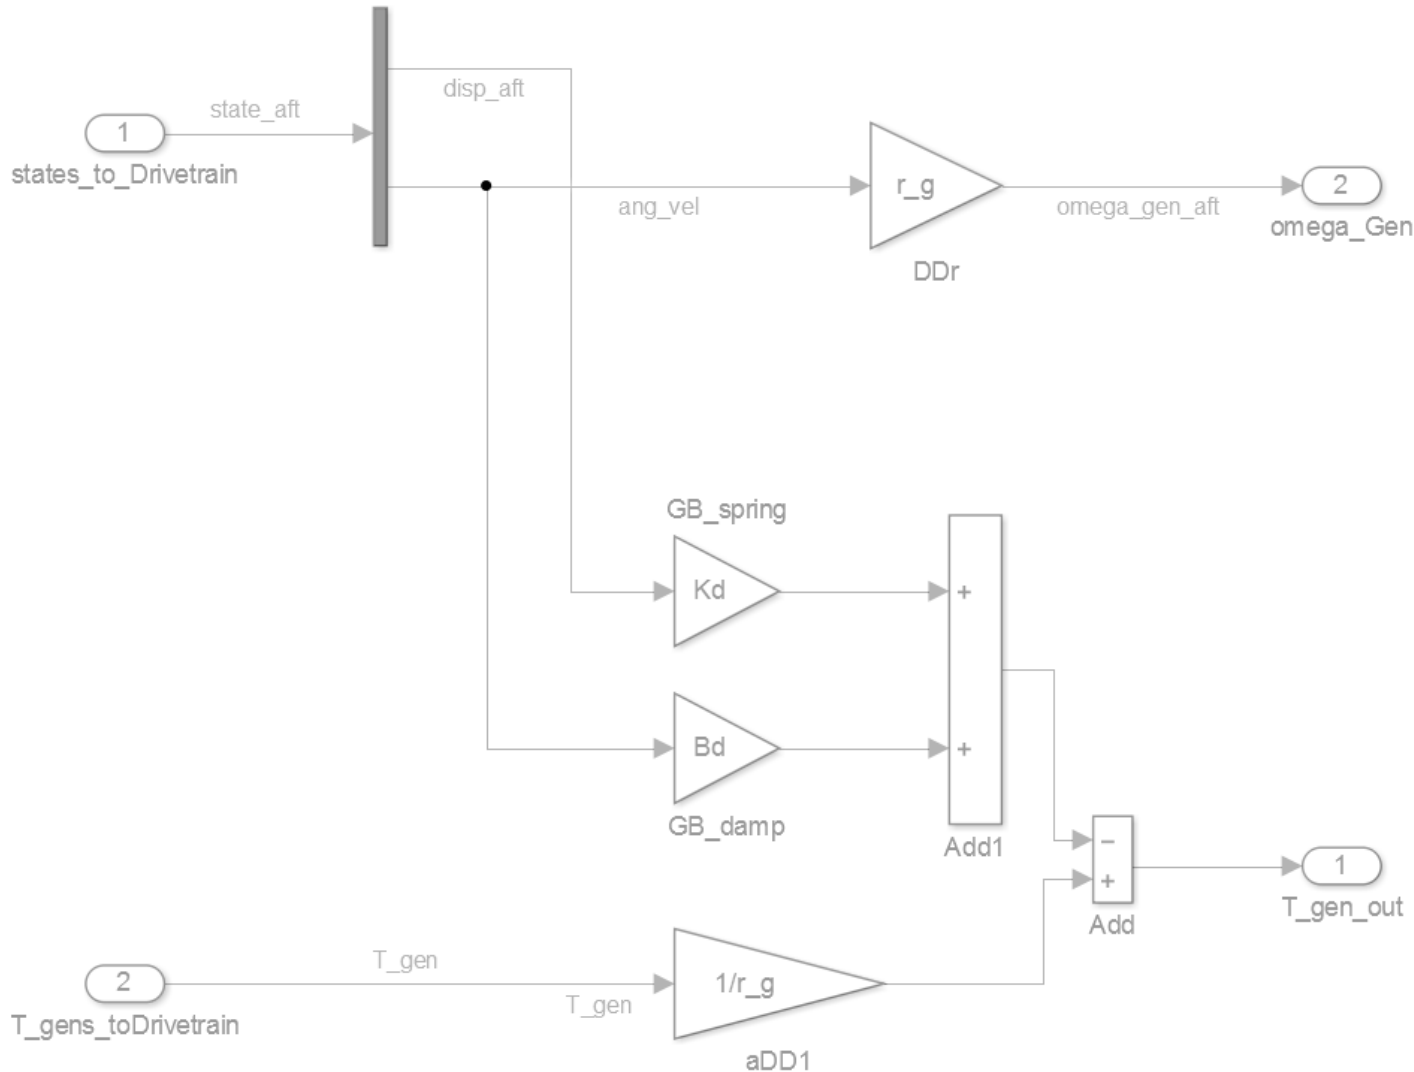 disp_aft
state_aft
1
states_to_Drivetrain
r_g
2
ang_vel
omega_gen_aft
omega_Gen
DDr
GB_spring
Kd
+
Bd
+
GB_damp
Add1
−
+
1
T_gen_out
Add
T_gen
2
1/r_g
T_gen
T_gens_toDrivetrain
aDD1